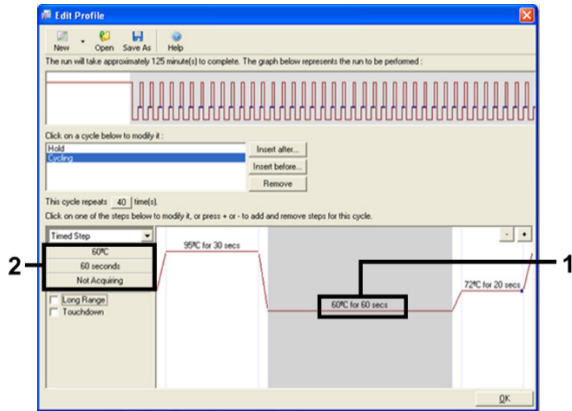 Edit Profile
New Open Save As Help
The run will take approximately 125 minute(s) to complete. The graph below represents the run to be performed :
Click on a cycle below to modify it :
Hold
Cycling
Insert after...
Insert before...
Remove
This cycle repeats 40 time(s).
Click on one of the steps below to modify it, or press + or - to add and remove steps for this cycle.
Timed Step
- +
60ºC
60 seconds
Not Acquiring
Long Range
Touchdown
95ºC for 30 secs
60ºC for 60 secs
72ºC for 20 secs
2
1
OK